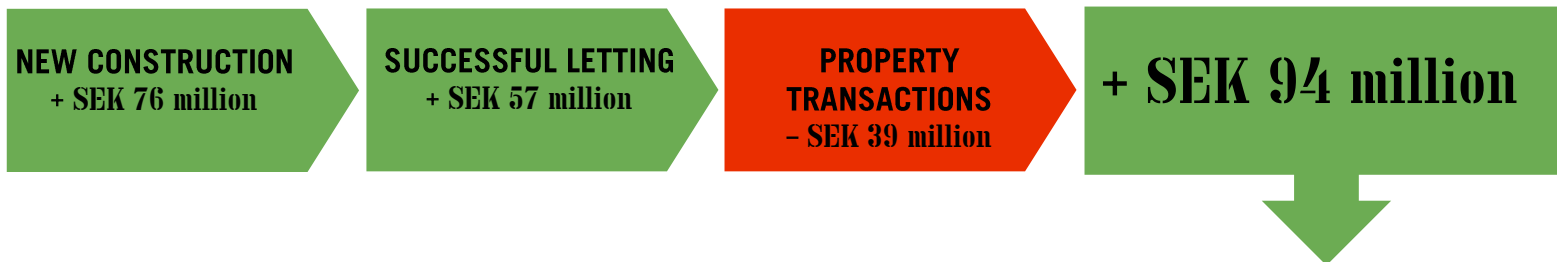 NEW CONSTRUCTION
+ SEK 76 million
SUCCESSFUL LETTING
+ SEK 57 million
PROPERTY
TRANSACTIONS
– SEK 39 million
+ SEK 94 million